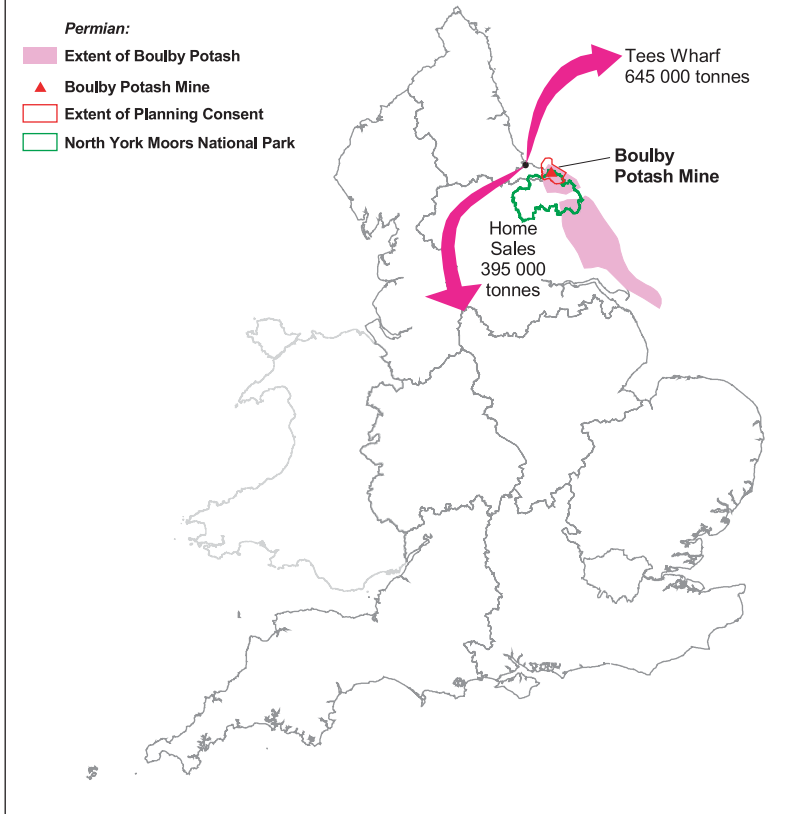 Permian:
Extent of Boulby Potash
Boulby Potash Mine
Extent of Planning Consent
North York Moors National Park
Tees Wharf
645 000 tonnes
Boulby
Potash Mine
Home
Sales
395 000
tonnes